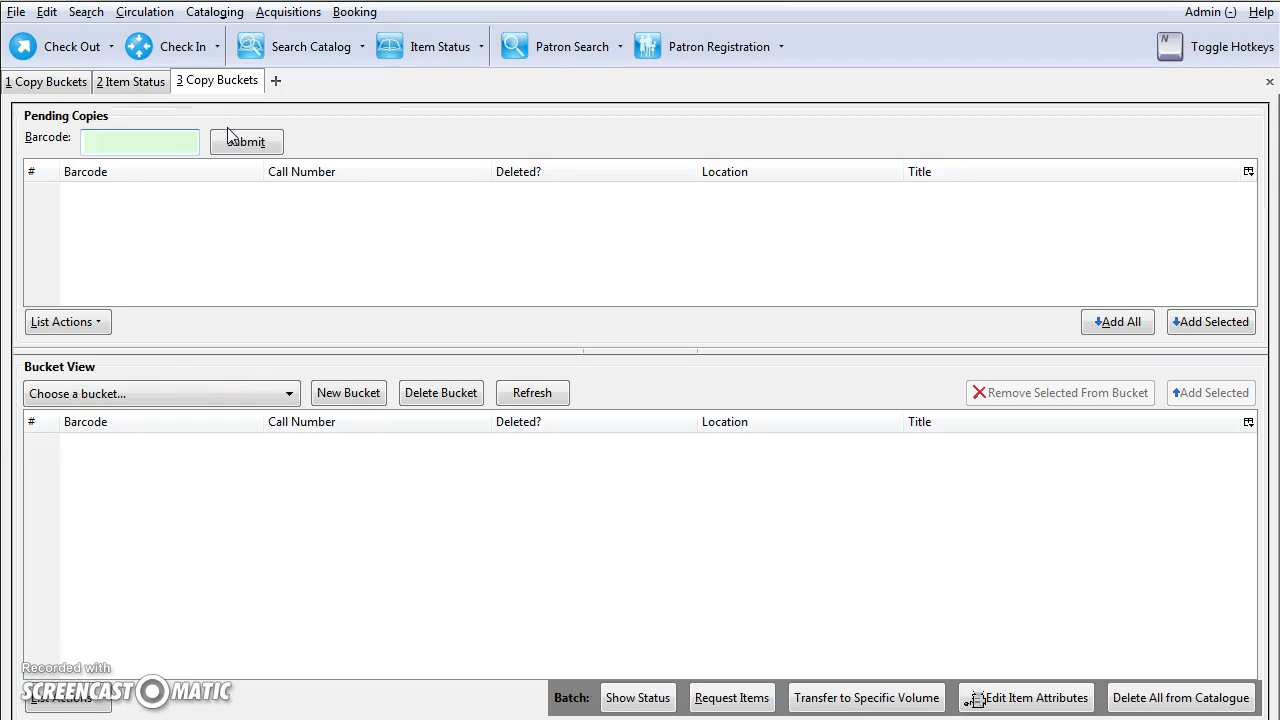 File Edit Search Circulation Cataloging Acquisitions Booking Admin (-) Help
Check Out Check In Search Catalog Item Status Patron Search Patron Registration N Toggle Hotkeys
1 Copy Buckets 2 Item Status 3 Copy Buckets + ×
Pending Copies
Barcode: Submit
# Barcode Call Number Deleted? Location Title
List Actions Add All Add Selected
Bucket View
Choose a bucket... New Bucket Delete Bucket Refresh Remove Selected From Bucket Add Selected
# Barcode Call Number Deleted? Location Title
Recorded with
SCREENCAST MATIC
List Actions Batch: Show Status Request Items Transfer to Specific Volume Edit Item Attributes Delete All from Catalogue